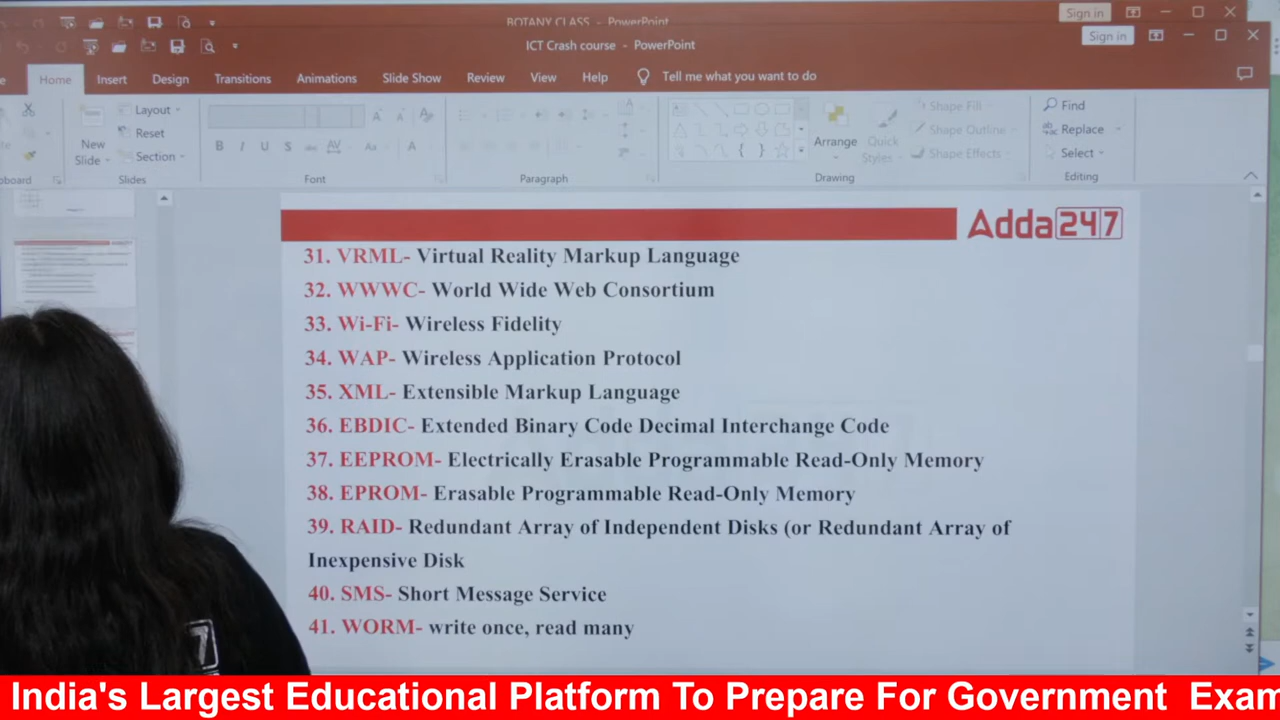 BOTANY CLASS - PowerPoint
Sign in
ICT Crash course - PowerPoint
Sign in
Home Insert Design Transitions Animations Slide Show Review View Help Tell me what you want to do
Layout
Reset
Section
New Slide
Slides
B I U S
AV Aa A
Font
Paragraph
Arrange
Quick Styles
Shape Fill
Shape Outline
Shape Effects
Drawing
Find
Replace
Select
Editing
Adda247
31. VRML- Virtual Reality Markup Language
32. WWWC- World Wide Web Consortium
33. Wi-Fi- Wireless Fidelity
34. WAP- Wireless Application Protocol
35. XML- Extensible Markup Language
36. EBDIC- Extended Binary Code Decimal Interchange Code
37. EEPROM- Electrically Erasable Programmable Read-Only Memory
38. EPROM- Erasable Programmable Read-Only Memory
39. RAID- Redundant Array of Independent Disks (or Redundant Array of
Inexpensive Disk
40. SMS- Short Message Service
41. WORM- write once, read many
7
India's Largest Educational Platform To Prepare For Government Exam